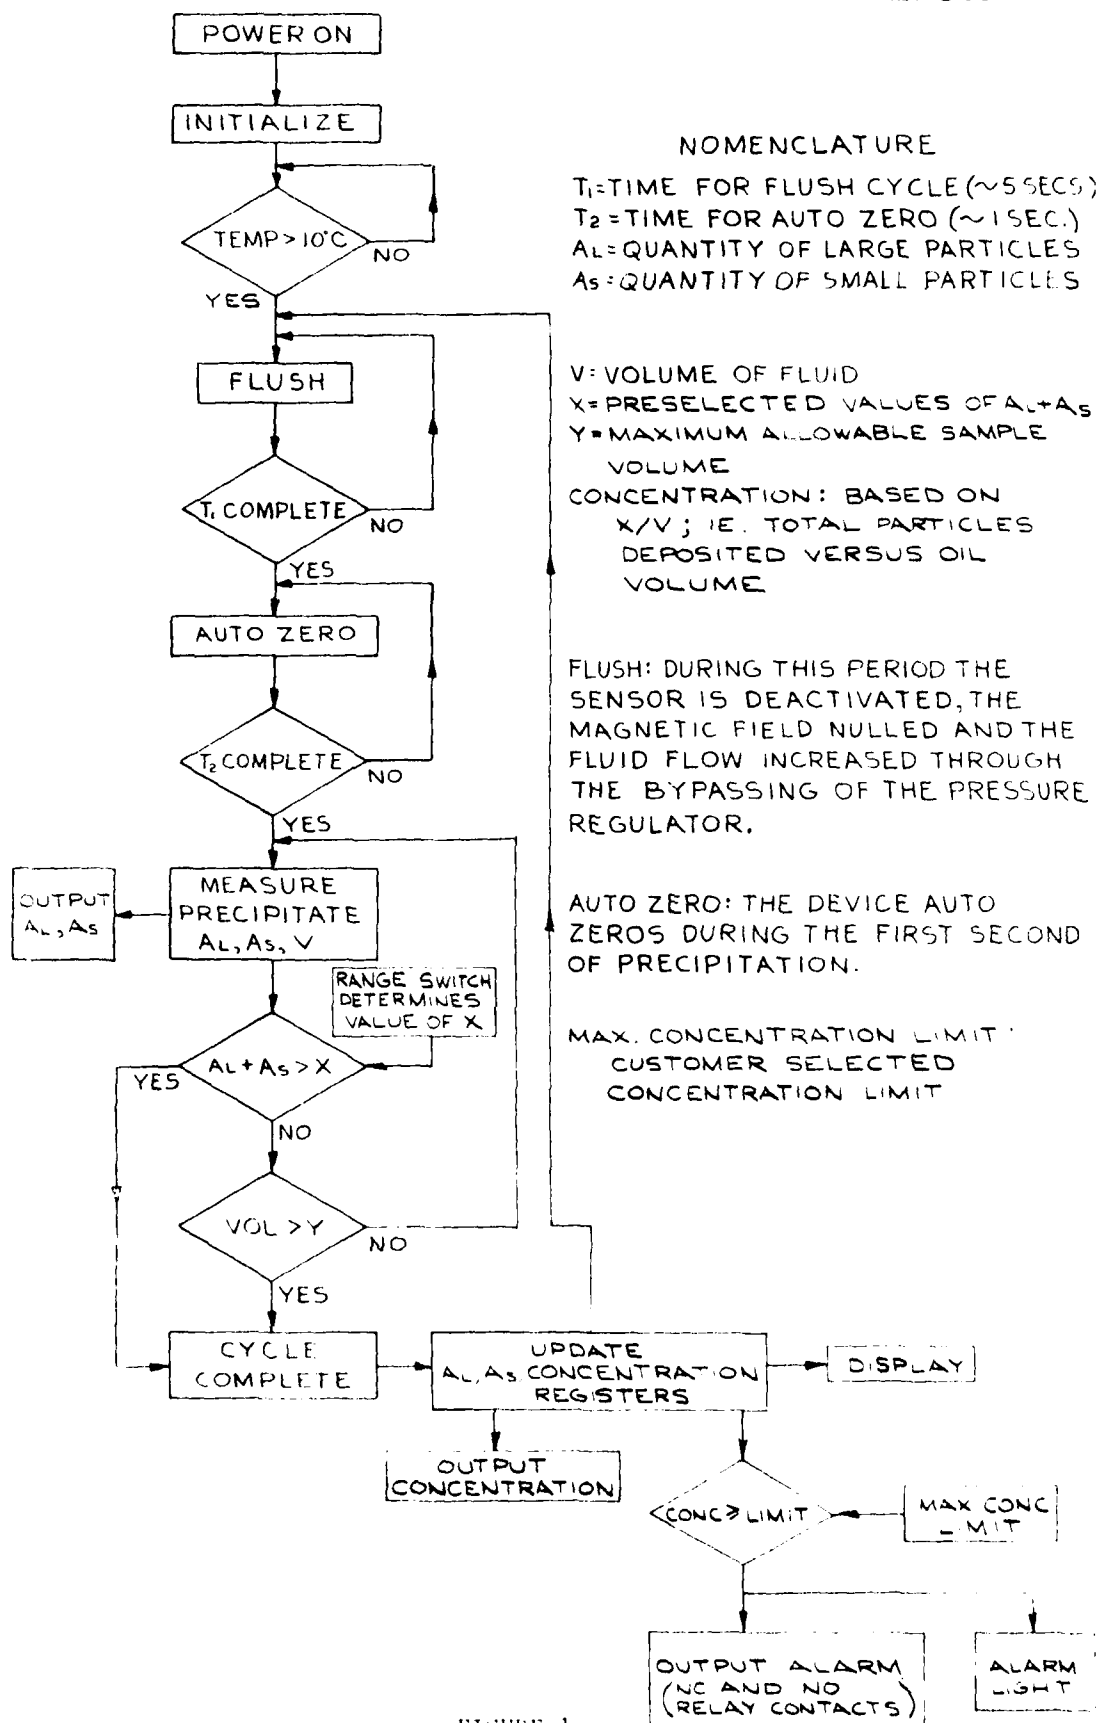 POWER ON
INITIALIZE
TEMP > 10°C
NO
YES
FLUSH
T₁ COMPLETE
NO
YES
AUTO ZERO
T₂ COMPLETE
NO
YES
MEASURE
PRECIPITATE
AL, AS, V
OUTPUT
AL, AS
RANGE SWITCH
DETERMINES
VALUE OF X
AL + AS > X
YES
NO
VOL > Y
NO
YES
CYCLE
COMPLETE
UPDATE
AL, AS CONCENTRATION
REGISTERS
DISPLAY
OUTPUT
CONCENTRATION
CONC ≥ LIMIT
MAX CONC
LIMIT
OUTPUT ALARM
(NC AND NO
RELAY CONTACTS)
ALARM
LIGHT
NOMENCLATURE
T₁=TIME FOR FLUSH CYCLE (~5 SECS)
T₂=TIME FOR AUTO ZERO (~1 SEC.)
AL=QUANTITY OF LARGE PARTICLES
AS=QUANTITY OF SMALL PARTICLES
V=VOLUME OF FLUID
X=PRESELECTED VALUES OF AL+AS
Y=MAXIMUM ALLOWABLE SAMPLE
VOLUME
CONCENTRATION: BASED ON
X/V; IE. TOTAL PARTICLES
DEPOSITED VERSUS OIL
VOLUME
FLUSH: DURING THIS PERIOD THE
SENSOR IS DEACTIVATED, THE
MAGNETIC FIELD NULLED AND THE
FLUID FLOW INCREASED THROUGH
THE BYPASSING OF THE PRESSURE
REGULATOR.
AUTO ZERO: THE DEVICE AUTO
ZEROS DURING THE FIRST SECOND
OF PRECIPITATION.
MAX. CONCENTRATION LIMIT:
CUSTOMER SELECTED
CONCENTRATION LIMIT
FIGURE 1